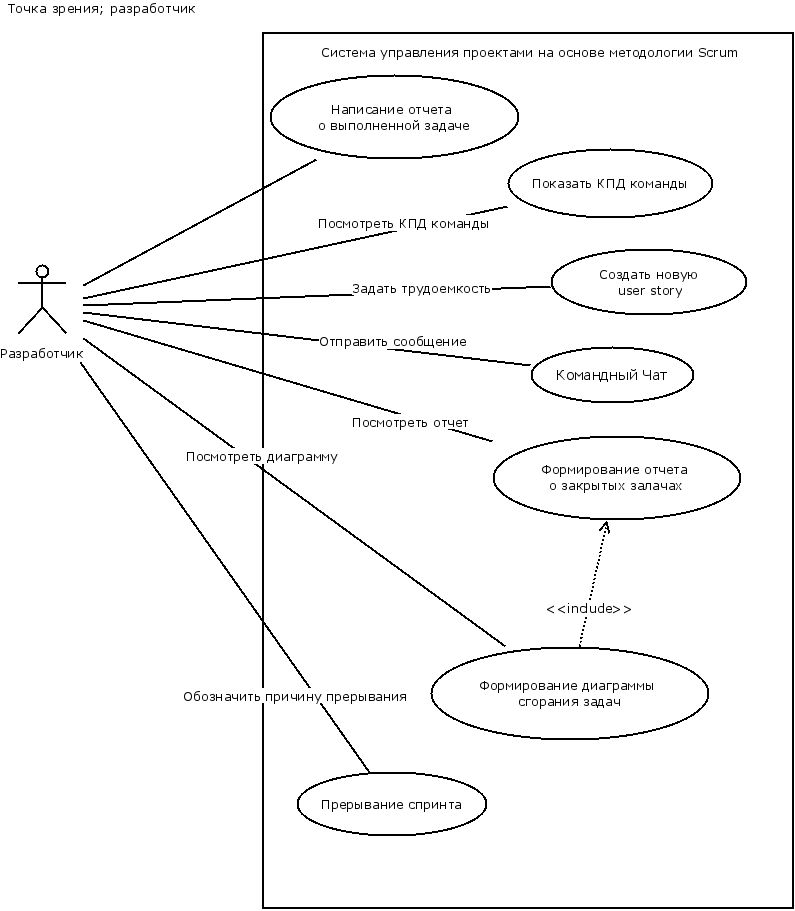 Точка зрения; разработчик
Система управления проектами на основе методологии Scrum
Написание отчета
о выполненной задаче
Показать КПД команды
Посмотреть КПД команды
Создать новую
user story
Задать трудоемкость
Отправить сообщение
Разработчик
Командный Чат
Посмотреть отчет
Посмотреть диаграмму
Формирование отчета
о закрытых залачах
<<include>>
Формирование диаграммы
сгорания задач
Обозначить причину прерывания
Прерывание спринта